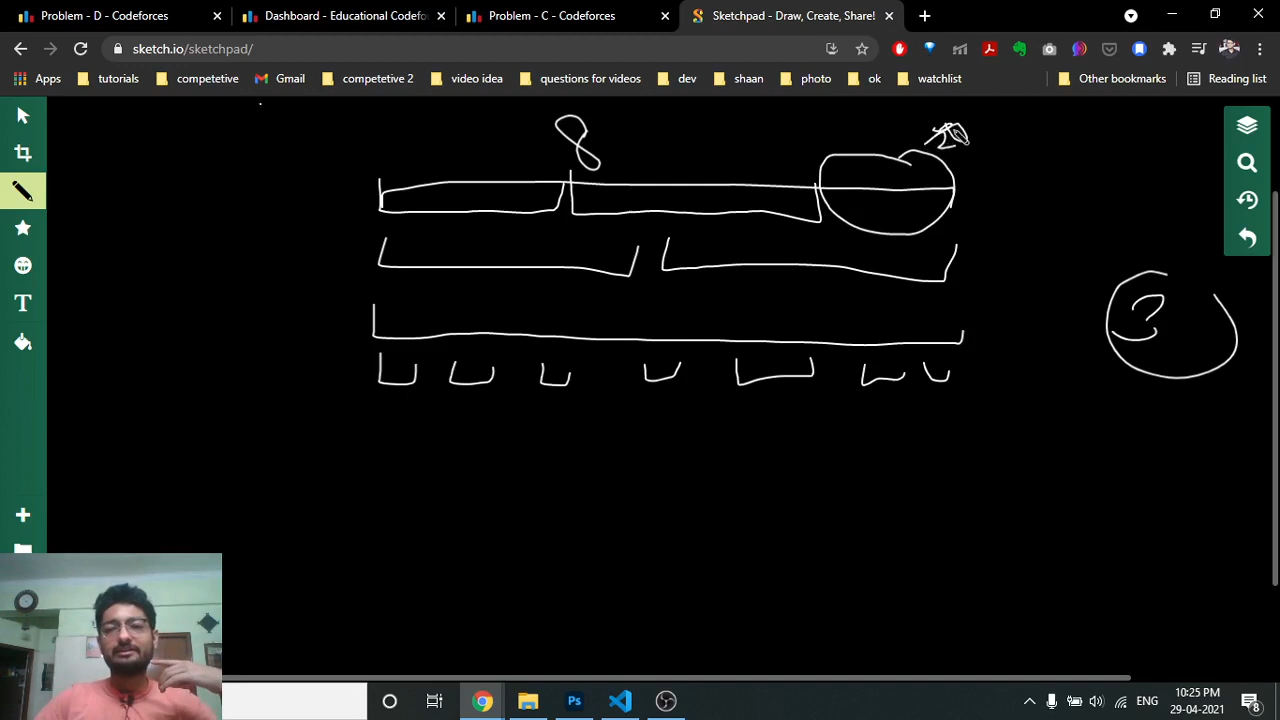 Problem - D - Codeforces
Dashboard - Educational Codefo
Problem - C - Codeforces
Sketchpad - Draw, Create, Share!
sketch.io/sketchpad/
Apps
tutorials
competetive
Gmail
competetive 2
video idea
questions for videos
dev
shaan
photo
ok
watchlist
Other bookmarks
Reading list
8
T
ENG
10:25 PM
29-04-2021
8